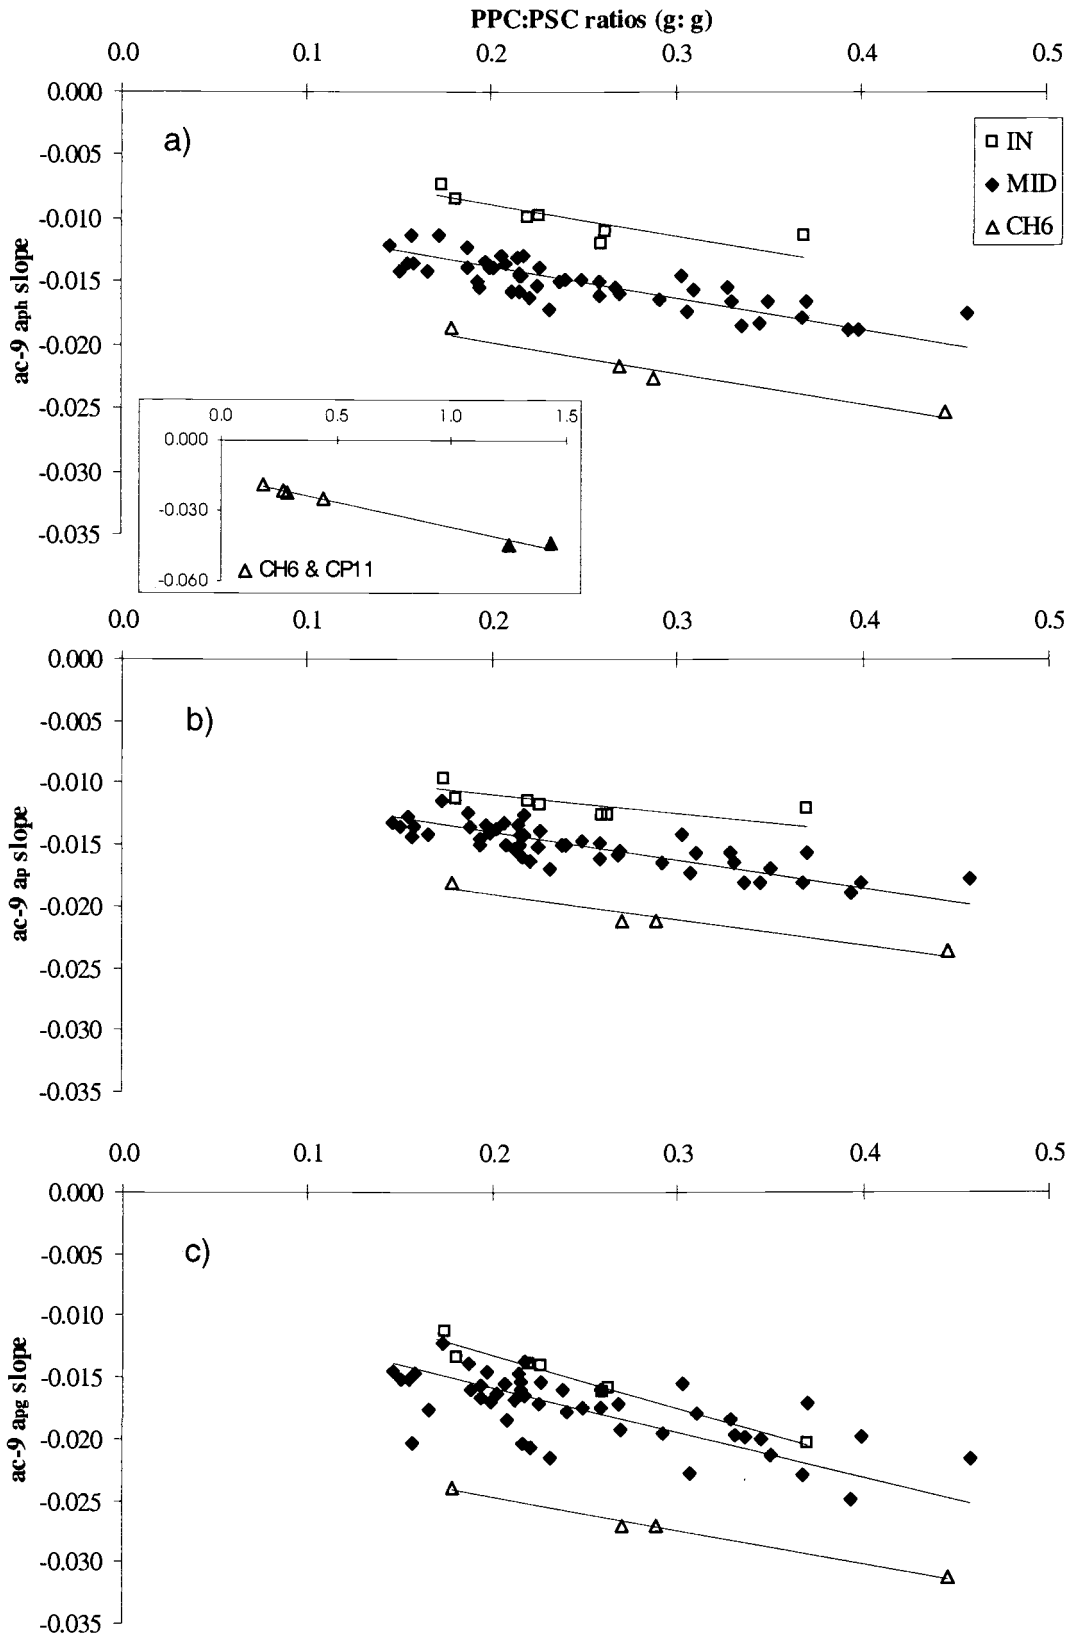 PPC:PSC ratios (g: g)
0.0 0.1 0.2 0.3 0.4 0.5
0.000
-0.005
-0.010
-0.015
-0.020
-0.025
-0.030
-0.035
ac-9 aph slope
a)
IN
MID
CH6
0.0 0.5 1.0 1.5
0.000
-0.030
-0.060
CH6 & CP11
0.0 0.1 0.2 0.3 0.4 0.5
0.000
-0.005
-0.010
-0.015
-0.020
-0.025
-0.030
-0.035
ac-9 ap slope
b)
0.0 0.1 0.2 0.3 0.4 0.5
0.000
-0.005
-0.010
-0.015
-0.020
-0.025
-0.030
-0.035
ac-9 apg slope
c)